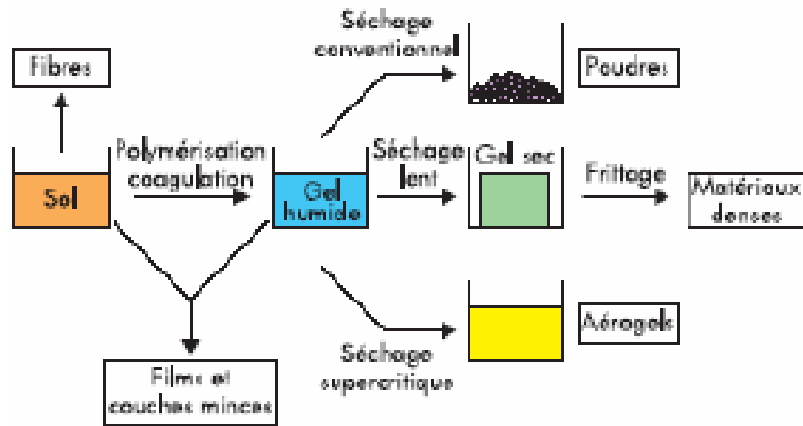 Séchage
conventionnel
Fibres
Poudres
Polymérisation
coagulation
Séchage
lent
Gel sec
Frittage
Sol
Gel
humide
Matériaux
denses
Aérogels
Séchage
supercritique
Films et
couches minces